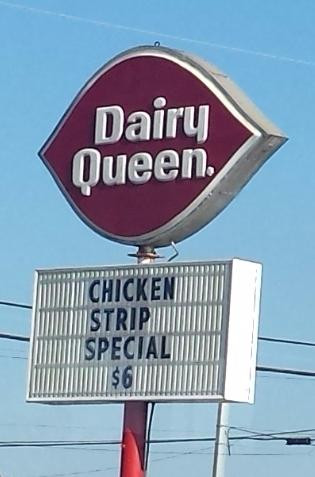 Dairy
Queen.
CHICKEN
STRIP
SPECIAL
$6